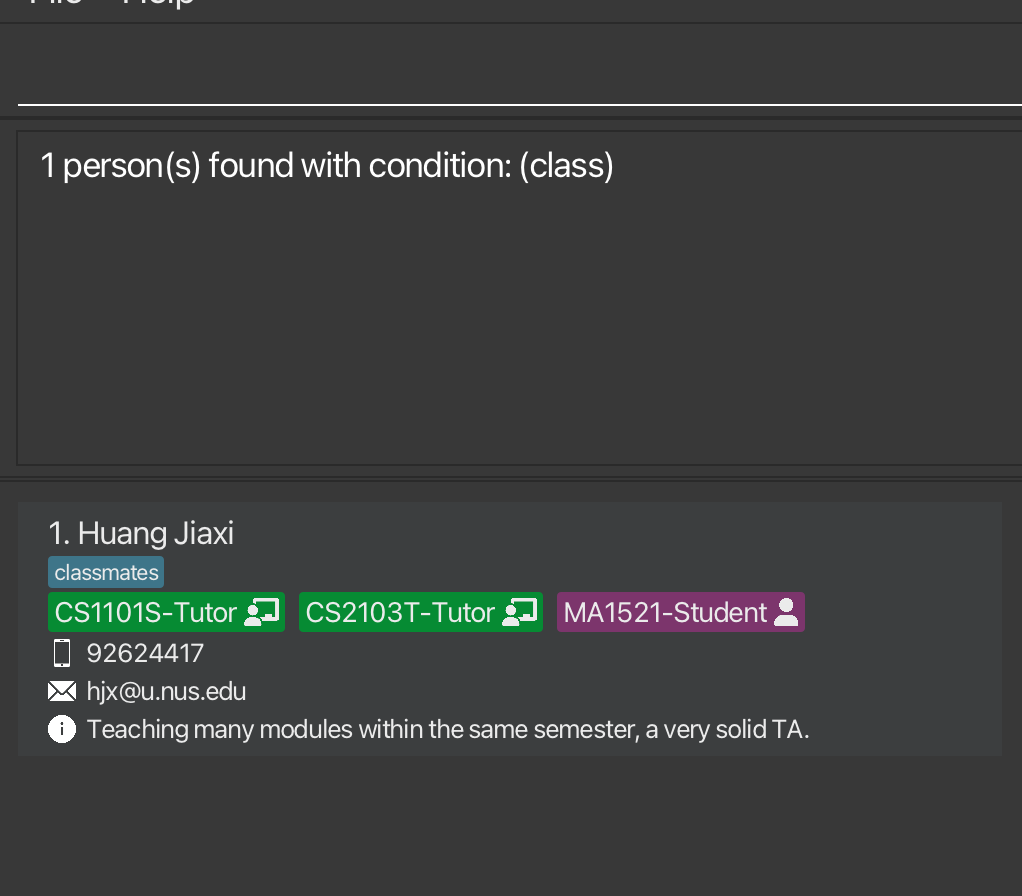 File Help
1 person(s) found with condition: (class)
1. Huang Jiaxi
classmates
CS1101S-Tutor CS2103T-Tutor MA1521-Student
92624417
hjx@u.nus.edu
Teaching many modules within the same semester, a very solid TA.